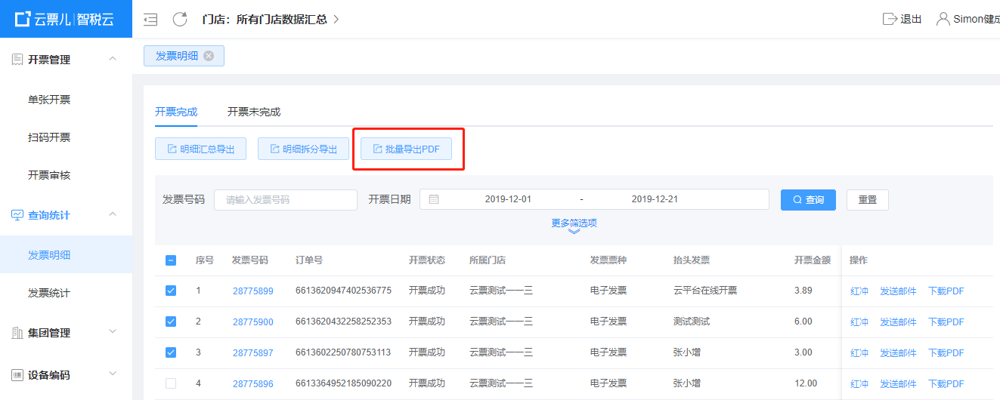 云票儿|智税云
门店：所有门店数据汇总
退出
Simon健成
开票管理
单张开票
扫码开票
开票审核
查询统计
发票明细
发票统计
集团管理
设备编码
发票明细
开票完成 开票未完成
明细汇总导出 明细拆分导出 批量导出PDF
发票号码 请输入发票号码 开票日期 2019-12-01 - 2019-12-21 查询 重置
更多筛选项
序号 发票号码 订单号 开票状态 所属门店 发票票种 抬头发票 开票金额 操作
1 28775899 6613620947402536775 开票成功 云票测试一一三 电子发票 云平台在线开票 3.89 红冲 发送邮件 下载PDF
2 28775900 6613620432258252353 开票成功 云票测试一一三 电子发票 测试测试 6.00 红冲 发送邮件 下载PDF
3 28775897 6613602250780753113 开票成功 云票测试一一三 电子发票 张小增 3.00 红冲 发送邮件 下载PDF
4 28775896 6613364952185090220 开票成功 云票测试一一三 电子发票 张小增 12.00 红冲 发送邮件 下载PDF